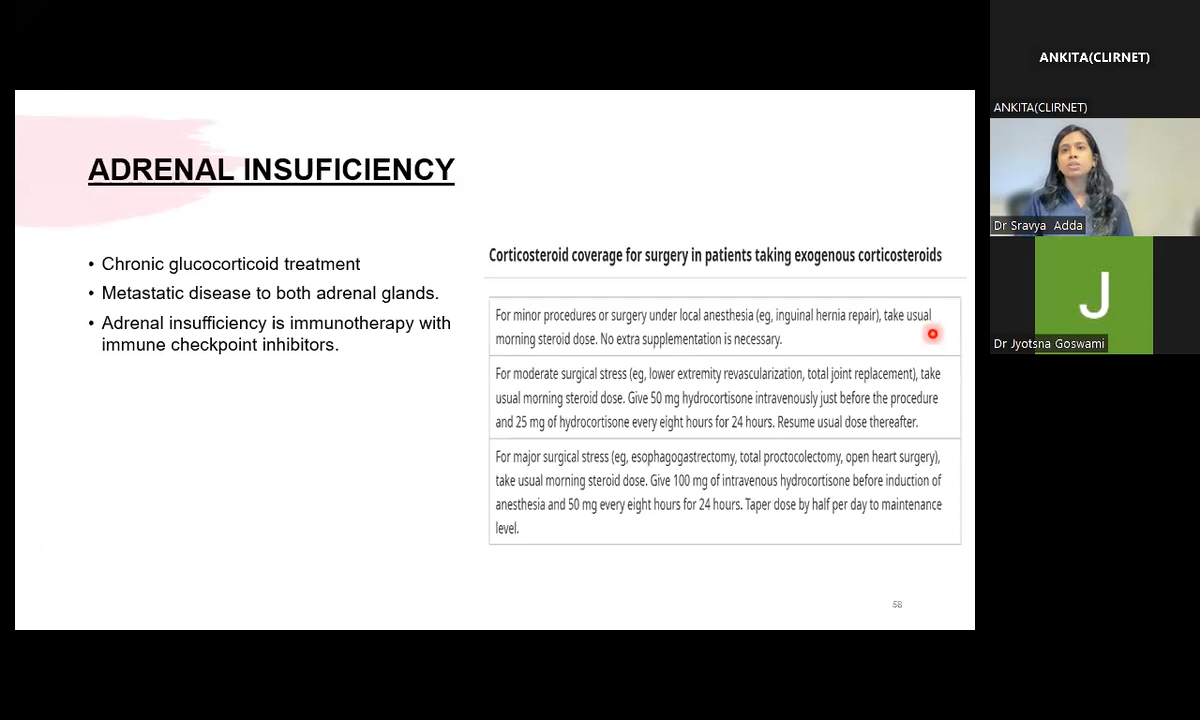 ADRENAL INSUFICIENCY
• Chronic glucocorticoid treatment
• Metastatic disease to both adrenal glands.
• Adrenal insufficiency is immunotherapy with
immune checkpoint inhibitors.
Corticosteroid coverage for surgery in patients taking exogenous corticosteroids
For minor procedures or surgery under local anesthesia (eg, inguinal hernia repair), take usual
morning steroid dose. No extra supplementation is necessary.
For moderate surgical stress (eg, lower extremity revascularization, total joint replacement), take
usual morning steroid dose. Give 50 mg hydrocortisone intravenously just before the procedure
and 25 mg of hydrocortisone every eight hours for 24 hours. Resume usual dose thereafter.
For major surgical stress (eg, esophagogastrectomy, total proctocolectomy, open heart surgery),
take usual morning steroid dose. Give 100 mg of intravenous hydrocortisone before induction of
anesthesia and 50 mg every eight hours for 24 hours. Taper dose by half per day to maintenance
level.
58
ANKITA(CLIRNET)
ANKITA(CLIRNET)
Dr Sravya Adda
J
Dr Jyotsna Goswami